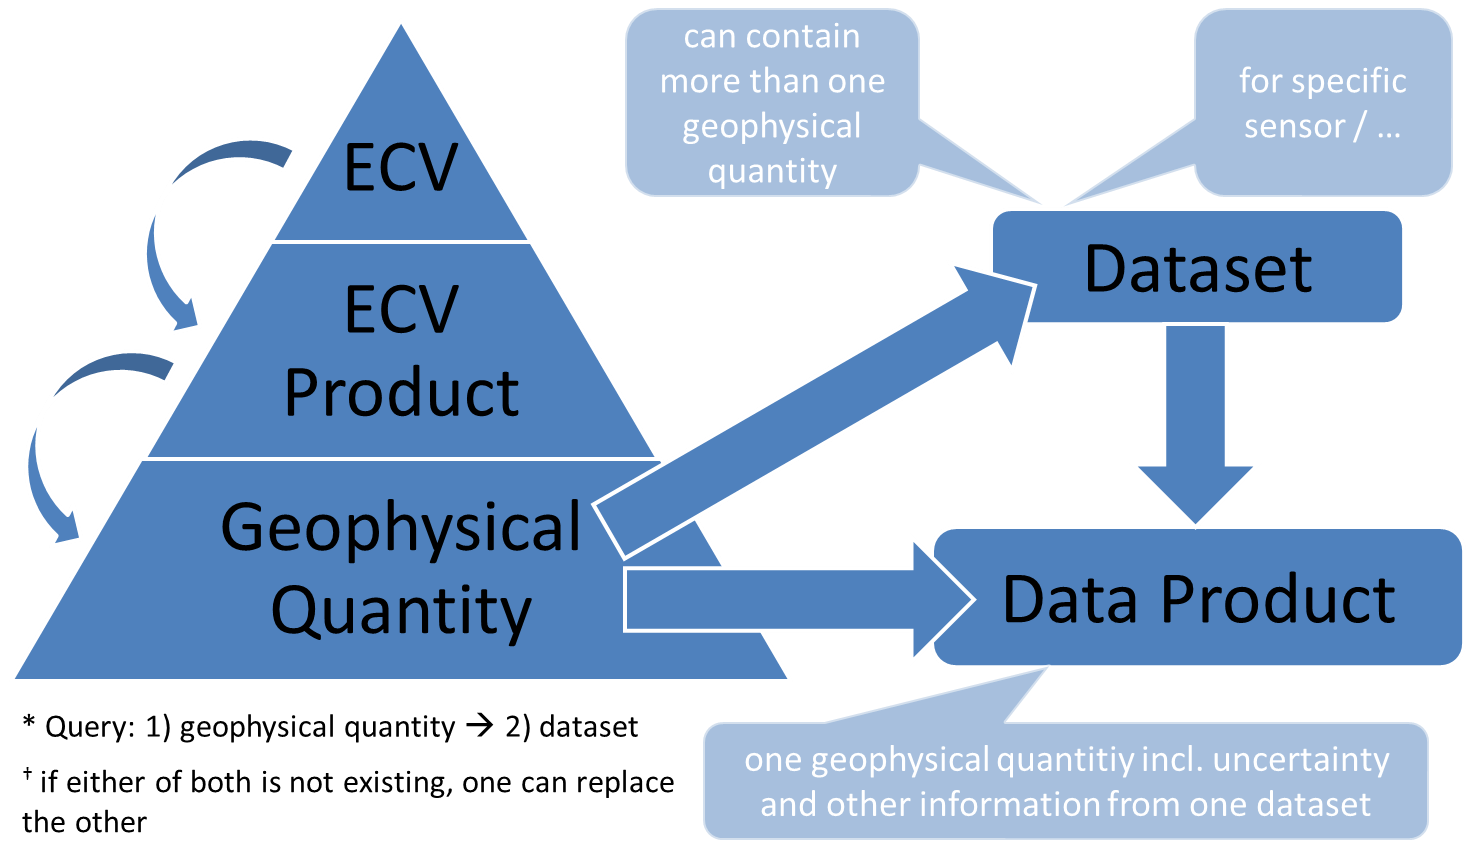 ECV
ECV
Product
Geophysical
Quantity
can contain
more than one
geophysical
quantity
for specific
sensor / ...
Dataset
Data Product
one geophysical quantitiy incl. uncertainty
and other information from one dataset
* Query: 1) geophysical quantity → 2) dataset
† if either of both is not existing, one can replace
the other